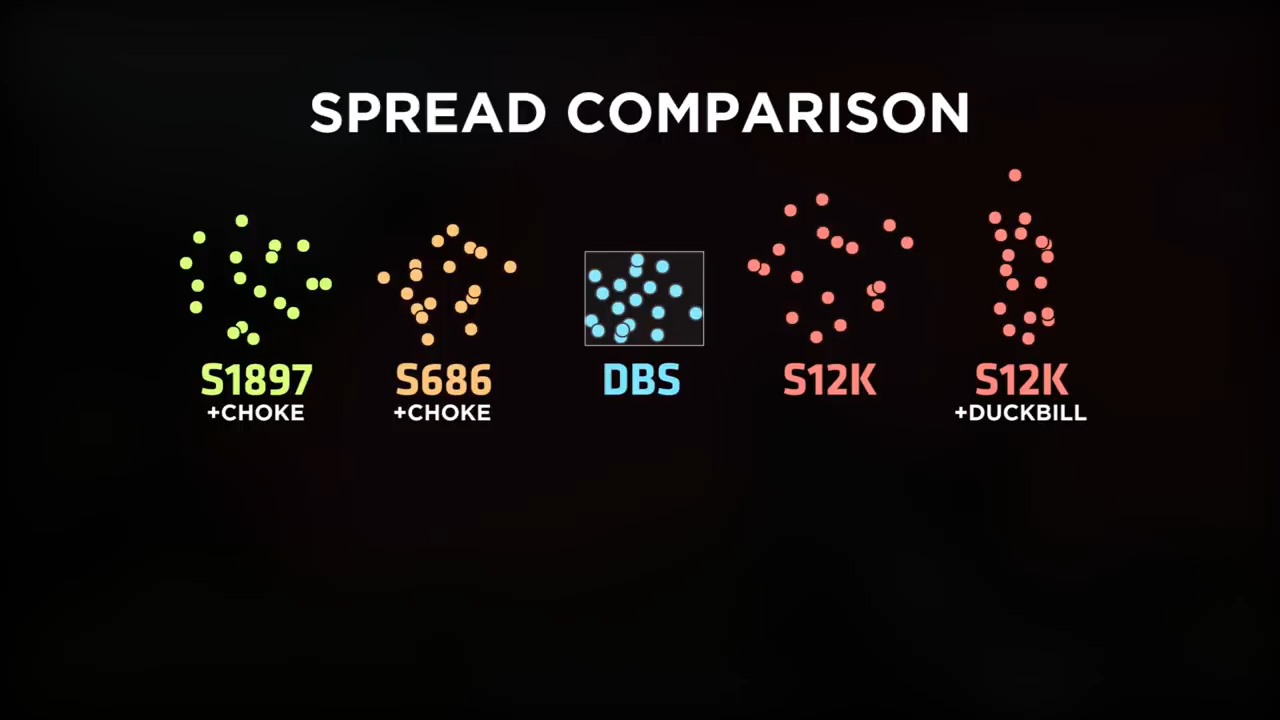 SPREAD COMPARISON
S1897
+CHOKE
S686
+CHOKE
DBS
S12K
S12K
+DUCKBILL